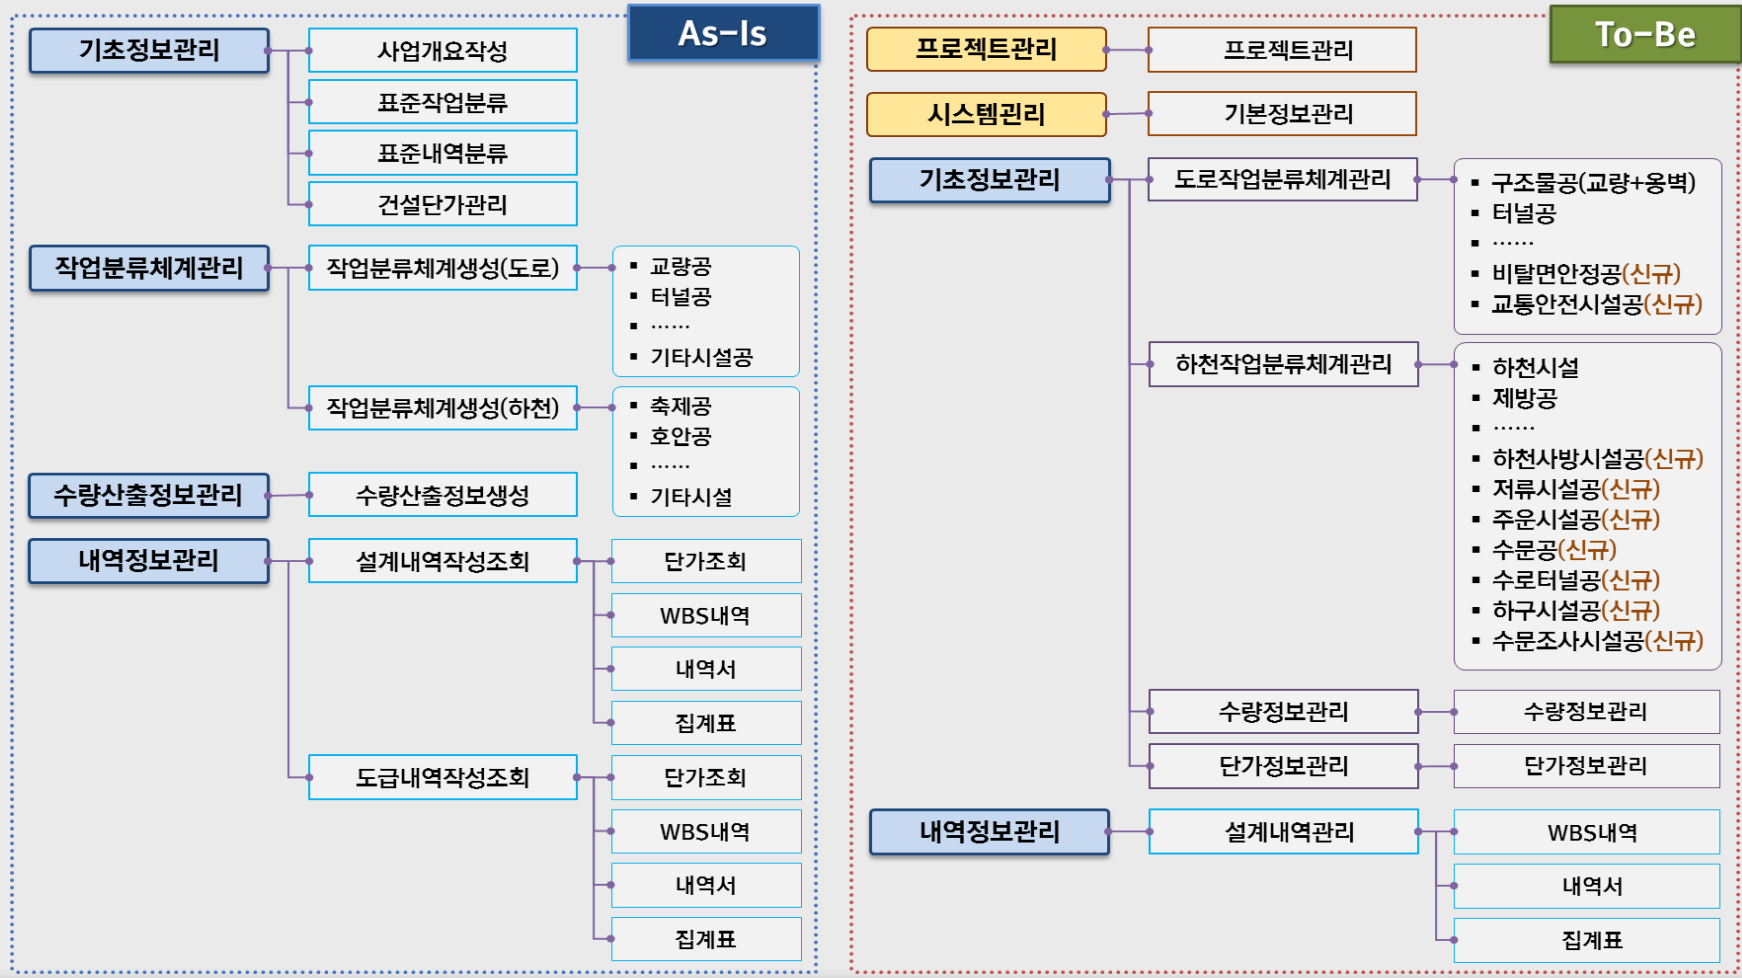 As-Is
기초정보관리
사업개요작성
표준작업분류
표준내역분류
건설단가관리
작업분류체계관리
작업분류체계생성(도로)
▪ 교량공
▪ 터널공
▪ ……
▪ 기타시설공
작업분류체계생성(하천)
▪ 축제공
▪ 호안공
▪ ……
▪ 기타시설
수량산출정보관리
수량산출정보생성
내역정보관리
설계내역작성조회
단가조회
WBS내역
내역서
집계표
도급내역작성조회
단가조회
WBS내역
내역서
집계표
To-Be
프로젝트관리
프로젝트관리
시스템괸리
기본정보관리
기초정보관리
도로작업분류체계관리
▪ 구조물공(교량+옹벽)
▪ 터널공
▪ ……
▪ 비탈면안정공(신규)
▪ 교통안전시설공(신규)
하천작업분류체계관리
▪ 하천시설
▪ 제방공
▪ ……
▪ 하천사방시설공(신규)
▪ 저류시설공(신규)
▪ 주운시설공(신규)
▪ 수문공(신규)
▪ 수로터널공(신규)
▪ 하구시설공(신규)
▪ 수문조사시설공(신규)
수량정보관리
수량정보관리
단가정보관리
단가정보관리
내역정보관리
설계내역관리
WBS내역
내역서
집계표